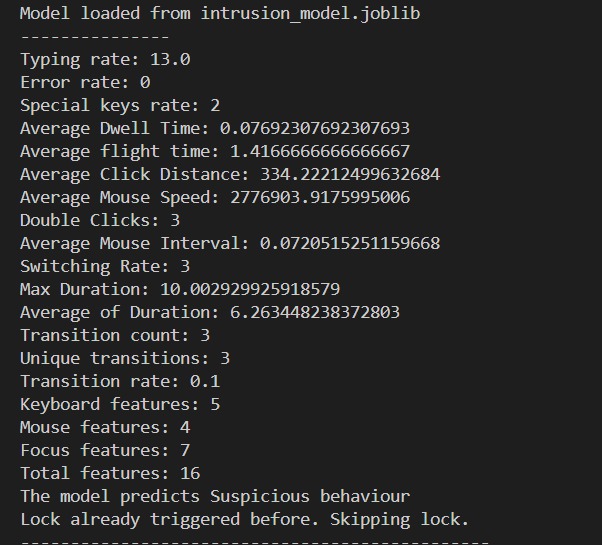 Model loaded from intrusion_model.joblib
---------------
Typing rate: 13.0
Error rate: 0
Special keys rate: 2
Average Dwell Time: 0.07692307692307693
Average flight time: 1.4166666666666667
Average Click Distance: 334.22212499632684
Average Mouse Speed: 2776903.9175995006
Double Clicks: 3
Average Mouse Interval: 0.0720515251159668
Switching Rate: 3
Max Duration: 10.002929925918579
Average of Duration: 6.263448238372803
Transition count: 3
Unique transitions: 3
Transition rate: 0.1
Keyboard features: 5
Mouse features: 4
Focus features: 7
Total features: 16
The model predicts Suspicious behaviour
Lock already triggered before. Skipping lock.
-----------------------------------------------